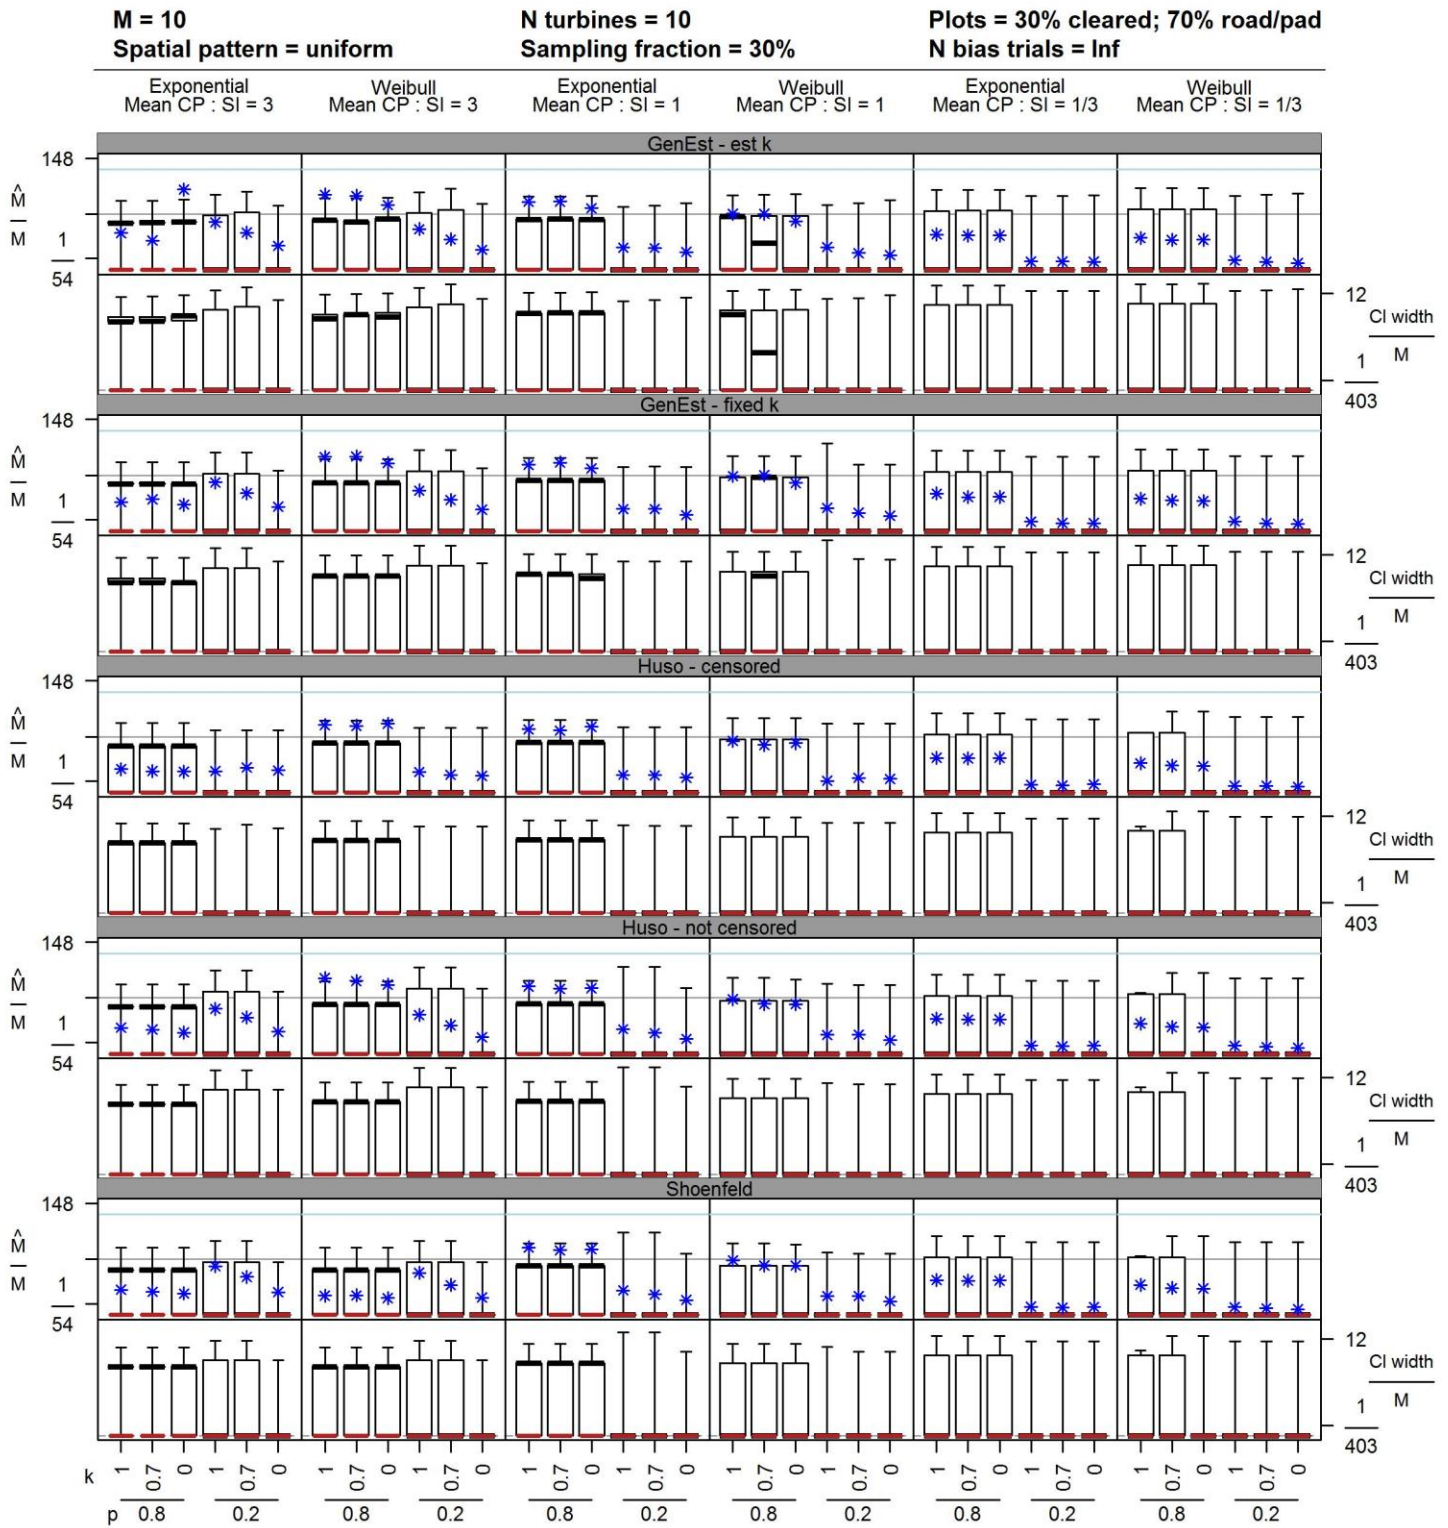 M = 10 N turbines = 10 Plots = 30% cleared; 70% road/pad
Spatial pattern = uniform Sampling fraction = 30% N bias trials = Inf
Exponential Weibull Exponential Weibull Exponential Weibull
Mean CP : SI = 3 Mean CP : SI = 3 Mean CP : SI = 1 Mean CP : SI = 1 Mean CP : SI = 1/3 Mean CP : SI = 1/3
GenEst - est k
148
M̂
M
1
54
12
CI width
M
1
403
GenEst - fixed k
148
M̂
M
1
54
12
CI width
M
1
403
Huso - censored
148
M̂
M
1
54
12
CI width
M
1
403
Huso - not censored
148
M̂
M
1
54
12
CI width
M
1
403
Shoenfeld
148
M̂
M
1
54
12
CI width
M
1
403
k 1 0.7 0 1 0.7 0 1 0.7 0 1 0.7 0 1 0.7 0 1 0.7 0 1 0.7 0 1 0.7 0 1 0.7 0 1 0.7 0 1 0.7 0 1 0.7 0
p 0.8 0.2 0.8 0.2 0.8 0.2 0.8 0.2 0.8 0.2 0.8 0.2